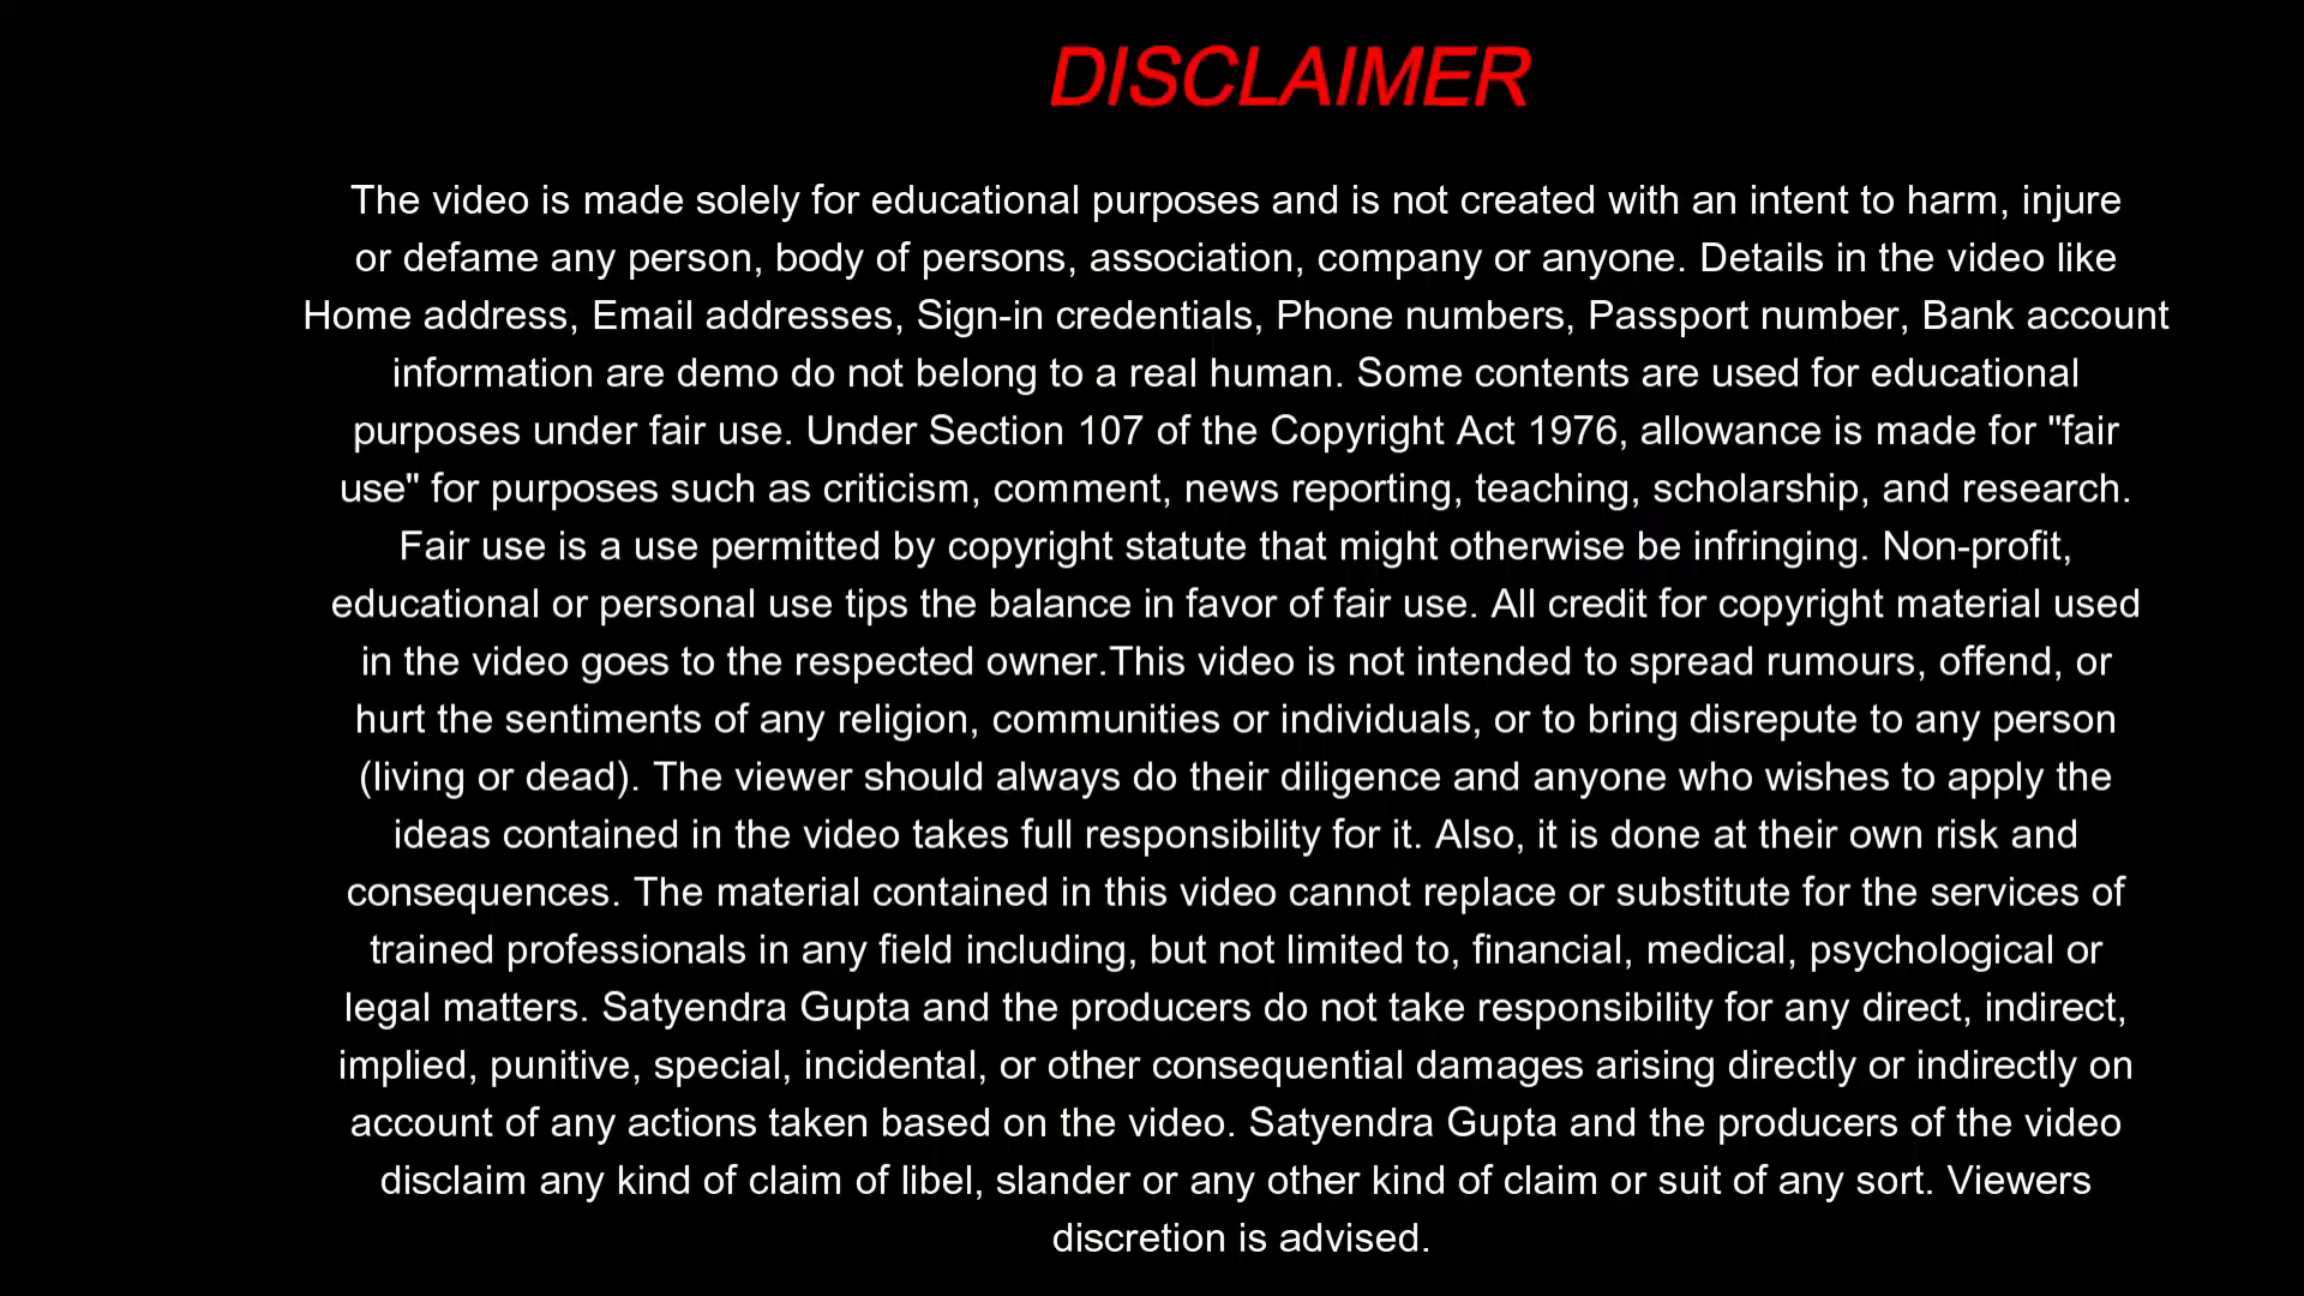 DISCLAIMER
The video is made solely for educational purposes and is not created with an intent to harm, injure
or defame any person, body of persons, association, company or anyone. Details in the video like
Home address, Email addresses, Sign-in credentials, Phone numbers, Passport number, Bank account
information are demo do not belong to a real human. Some contents are used for educational
purposes under fair use. Under Section 107 of the Copyright Act 1976, allowance is made for "fair
use" for purposes such as criticism, comment, news reporting, teaching, scholarship, and research.
Fair use is a use permitted by copyright statute that might otherwise be infringing. Non-profit,
educational or personal use tips the balance in favor of fair use. All credit for copyright material used
in the video goes to the respected owner.This video is not intended to spread rumours, offend, or
hurt the sentiments of any religion, communities or individuals, or to bring disrepute to any person
(living or dead). The viewer should always do their diligence and anyone who wishes to apply the
ideas contained in the video takes full responsibility for it. Also, it is done at their own risk and
consequences. The material contained in this video cannot replace or substitute for the services of
trained professionals in any field including, but not limited to, financial, medical, psychological or
legal matters. Satyendra Gupta and the producers do not take responsibility for any direct, indirect,
implied, punitive, special, incidental, or other consequential damages arising directly or indirectly on
account of any actions taken based on the video. Satyendra Gupta and the producers of the video
disclaim any kind of claim of libel, slander or any other kind of claim or suit of any sort. Viewers
discretion is advised.